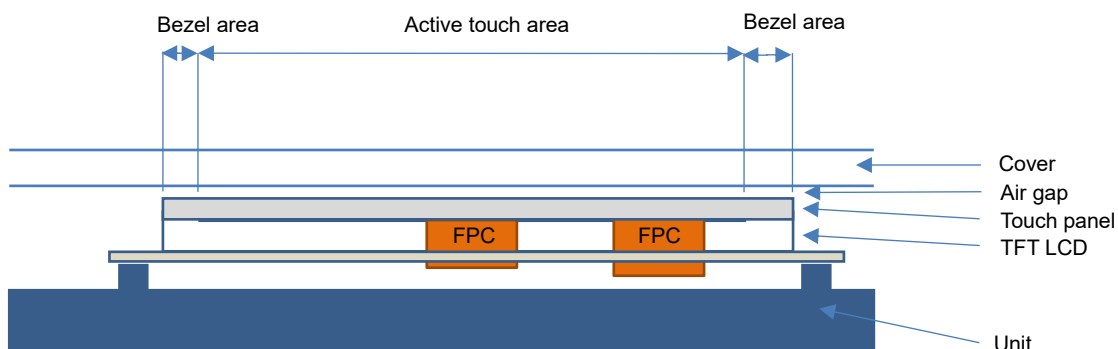 Bezel area
Active touch area
Bezel area
Cover
Air gap
Touch panel
TFT LCD
FPC
FPC
Unit